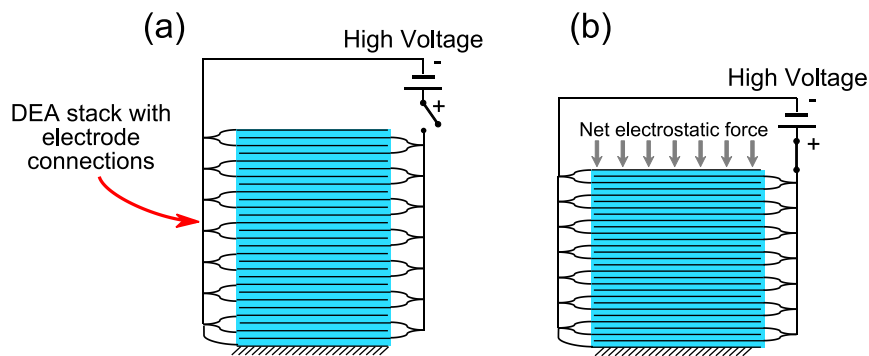 (a)
High Voltage
-
+
DEA stack with
electrode
connections
(b)
High Voltage
-
+
Net electrostatic force